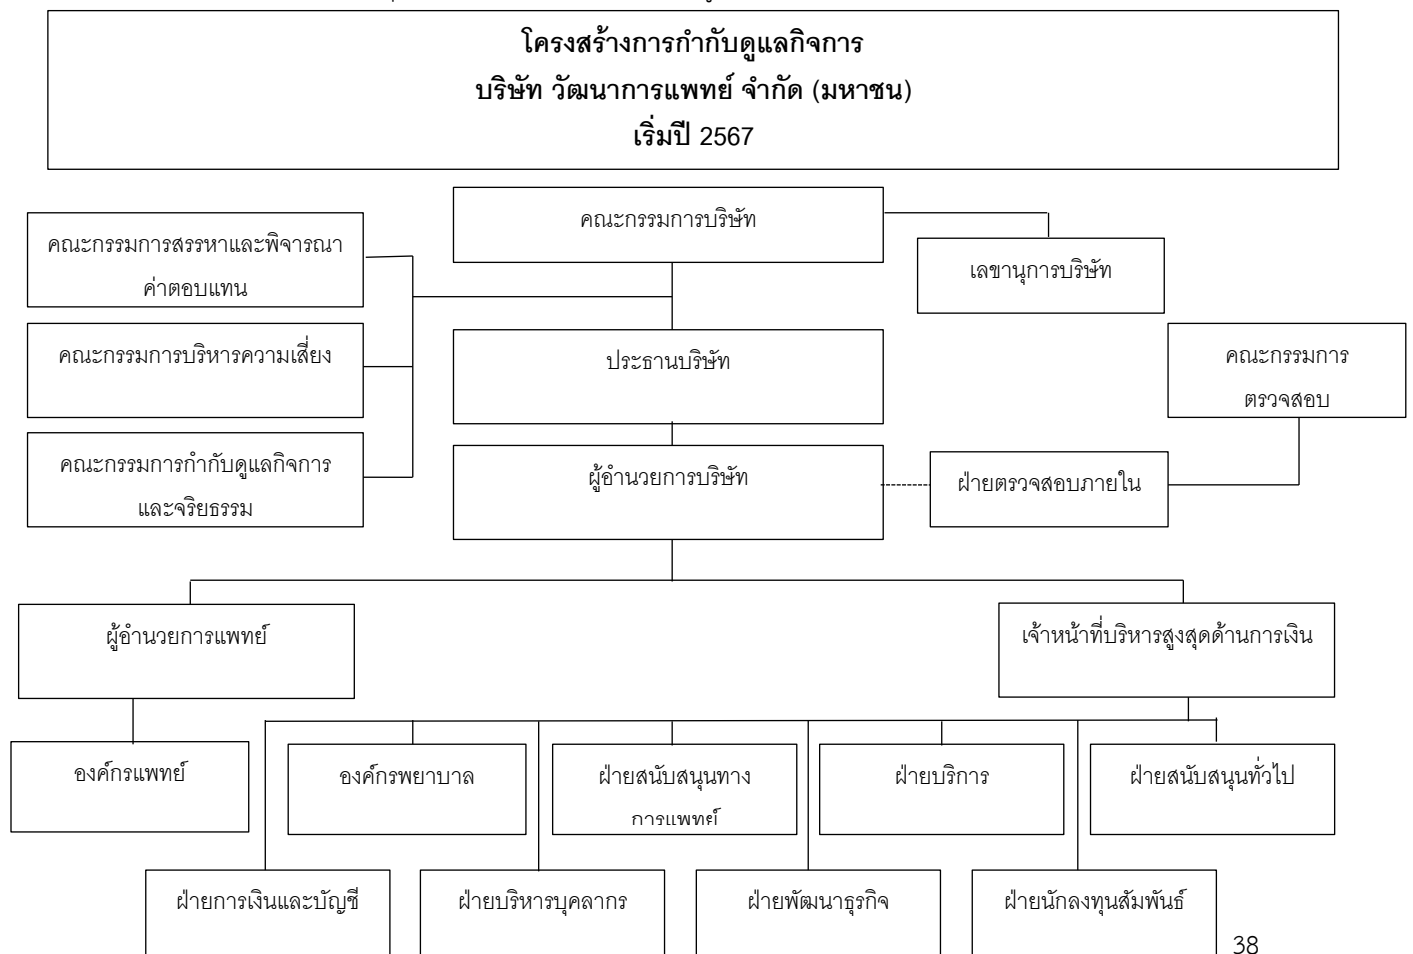 โครงสร้างการกำกับดูแลกิจการ
บริษัท วัฒนาการแพทย์ จำกัด (มหาชน)
เริ่มปี 2567
คณะกรรมการบริษัท
คณะกรรมการสรรหาและพิจารณา
ค่าตอบแทน
เลขานุการบริษัท
คณะกรรมการบริหารความเสี่ยง
ประธานบริษัท
คณะกรรมการ
ตรวจสอบ
คณะกรรมการกำกับดูแลกิจการ
และจริยธรรม
ผู้อำนวยการบริษัท
ฝ่ายตรวจสอบภายใน
ผู้อำนวยการแพทย์
เจ้าหน้าที่บริหารสูงสุดด้านการเงิน
องค์กรแพทย์
องค์กรพยาบาล
ฝ่ายสนับสนุนทาง
การแพทย์
ฝ่ายบริการ
ฝ่ายสนับสนุนทั่วไป
ฝ่ายการเงินและบัญชี
ฝ่ายบริหารบุคลากร
ฝ่ายพัฒนาธุรกิจ
ฝ่ายนักลงทุนสัมพันธ์
38